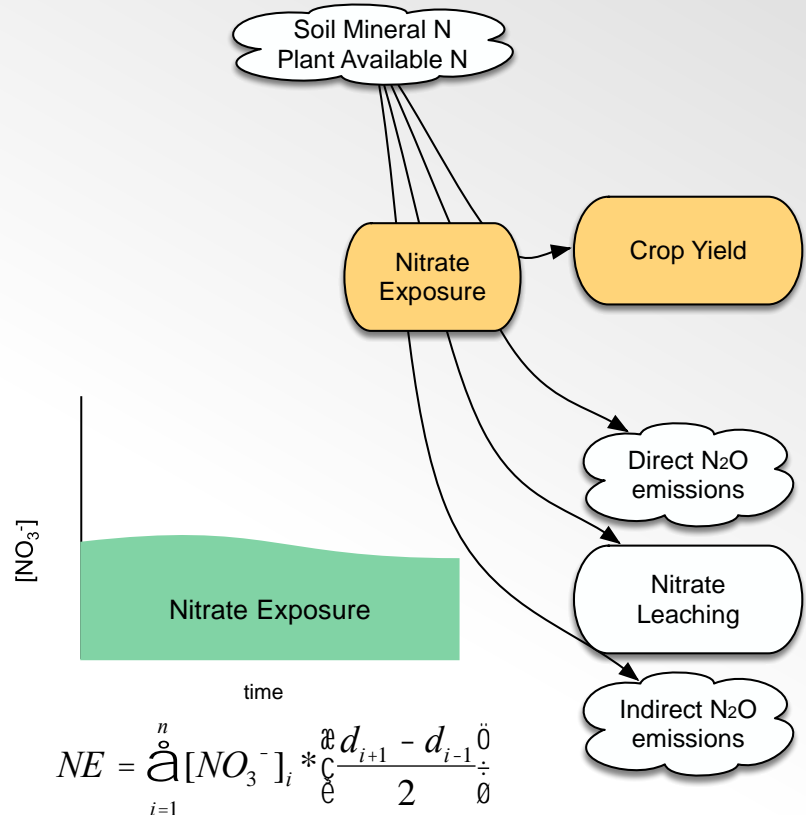 Soil Mineral N
Plant Available N
Crop Yield
Nitrate
Exposure
Direct N₂O
emissions
[NO₃⁻]
Nitrate Exposure
Nitrate
Leaching
time
Indirect N₂O
emissions
n
NE = å [NO₃⁻]ᵢ * æ ç è dᵢ₊₁ - dᵢ₋₁ ö ÷ ø
i=1 2